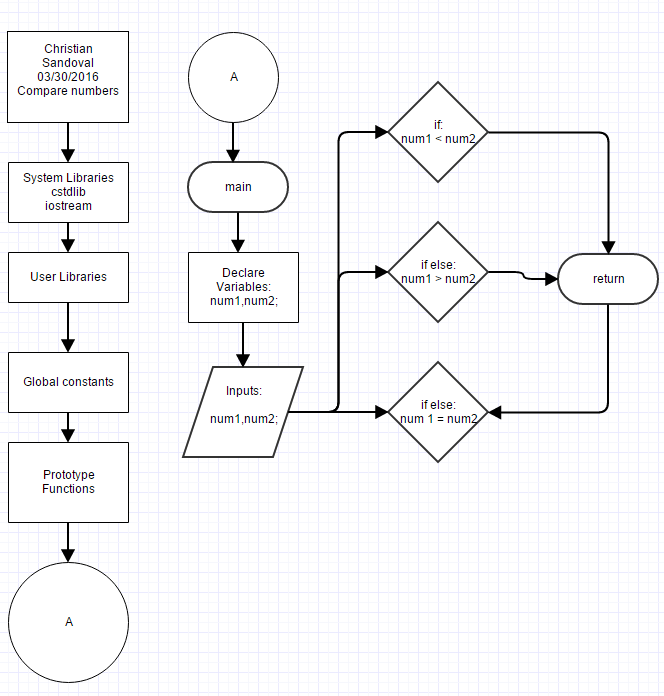 Christian
Sandoval
03/30/2016
Compare numbers
System Libraries
cstdlib
iostream
User Libraries
Global constants
Prototype
Functions
A
A
main
Declare
Variables:
num1,num2;
Inputs:
num1,num2;
if:
num1 < num2
if else:
num1 > num2
if else:
num 1 = num2
return